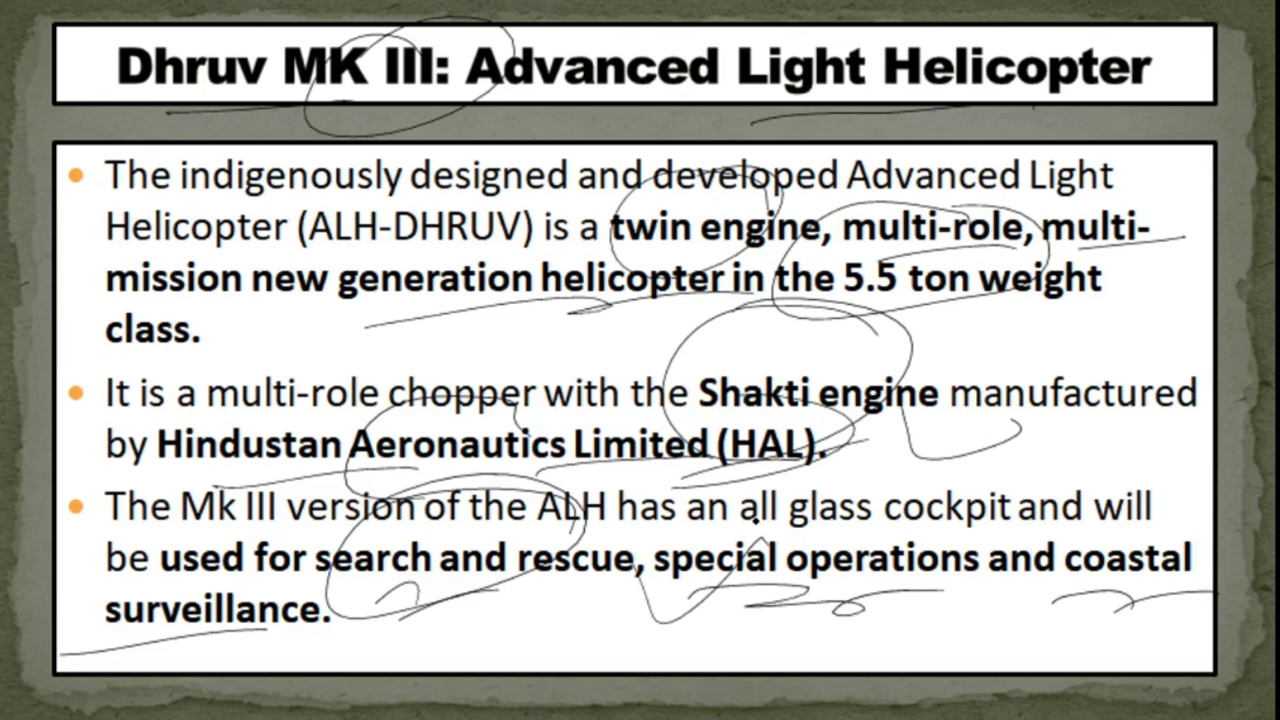 Dhruv MK III: Advanced Light Helicopter
• The indigenously designed and developed Advanced Light
Helicopter (ALH-DHRUV) is a twin engine, multi-role, multi-
mission new generation helicopter in the 5.5 ton weight
class.
• It is a multi-role chopper with the Shakti engine manufactured
by Hindustan Aeronautics Limited (HAL).
• The Mk III version of the ALH has an all glass cockpit and will
be used for search and rescue, special operations and coastal
surveillance.